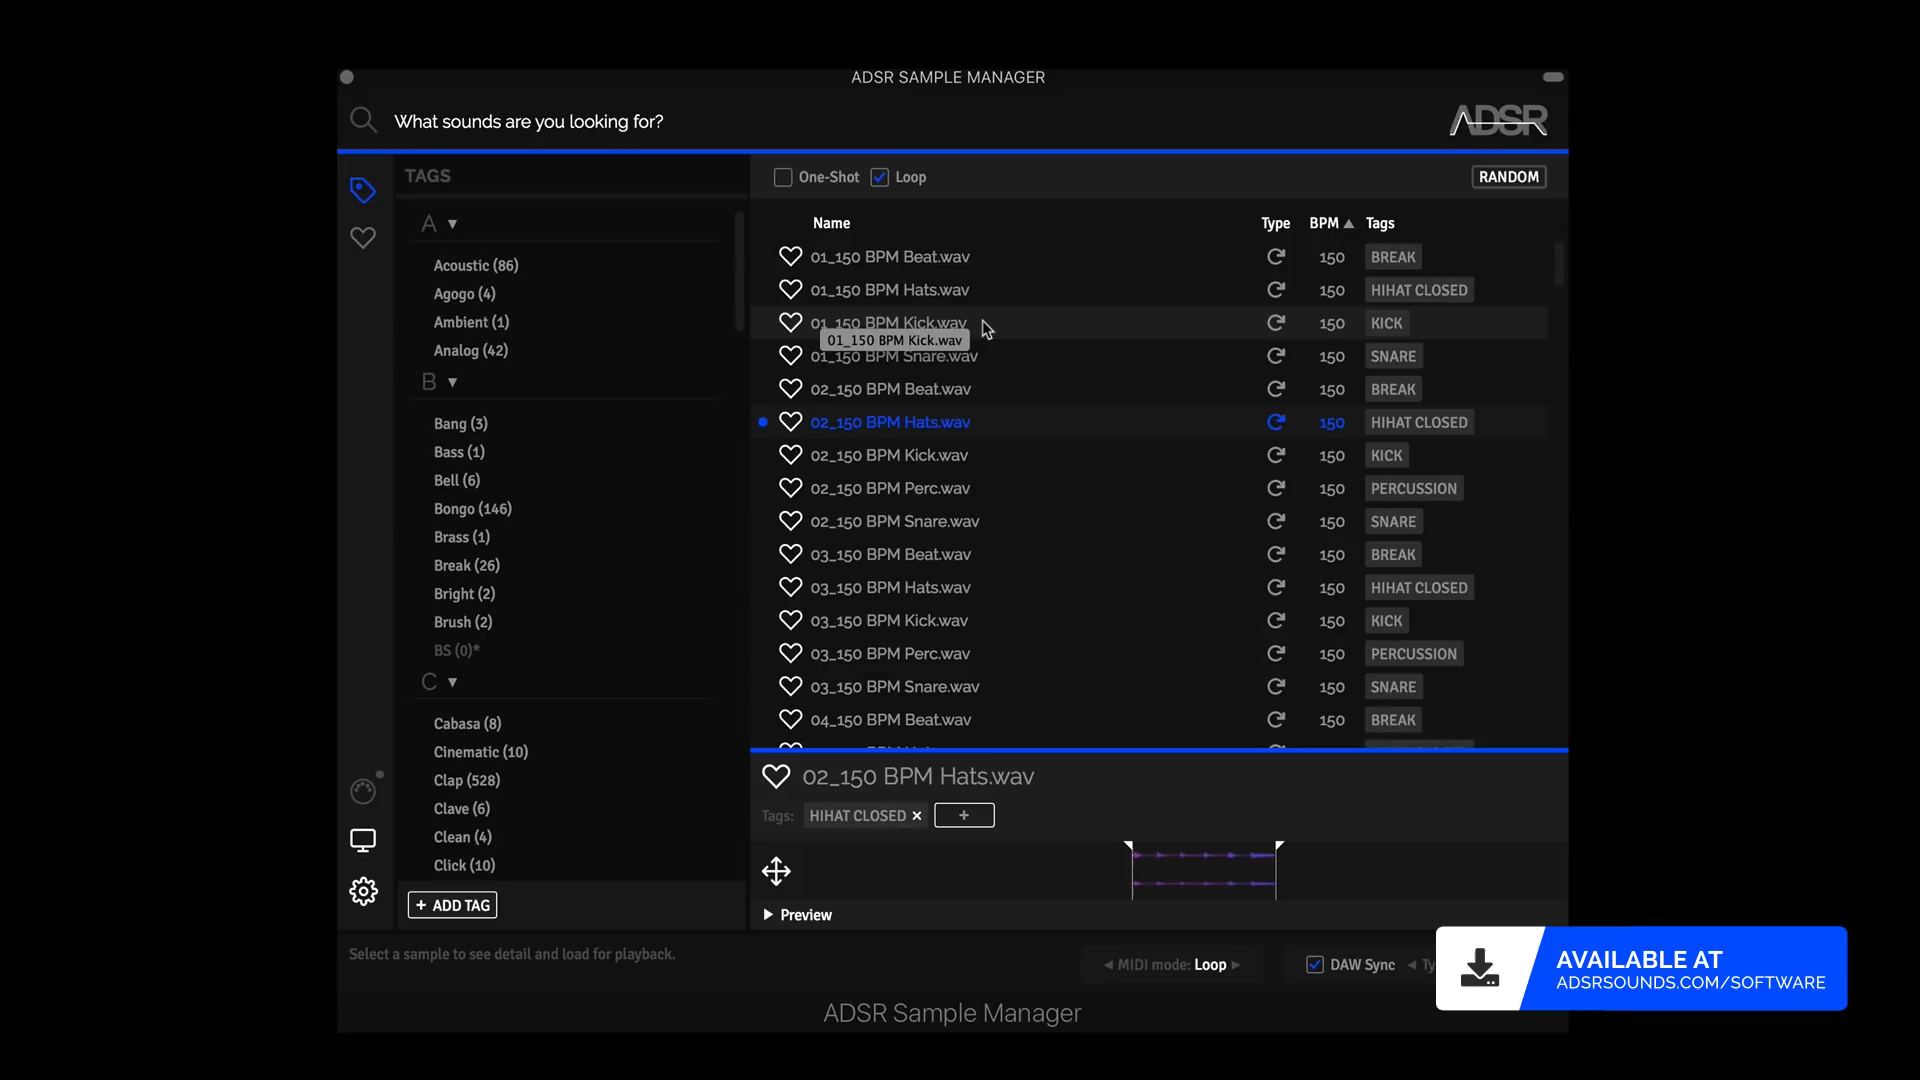 ADSR SAMPLE MANAGER
What sounds are you looking for?
ADSR
TAGS
One-Shot
Loop
RANDOM
A
Acoustic (86)
Agogo (4)
Ambient (1)
Analog (42)
B
Bang (3)
Bass (1)
Bell (6)
Bongo (146)
Brass (1)
Break (26)
Bright (2)
Brush (2)
BS (0)*
C
Cabasa (8)
Cinematic (10)
Clap (528)
Clave (6)
Clean (4)
Click (10)
+ ADD TAG
Name Type BPM Tags
01_150 BPM Beat.wav 150 BREAK
01_150 BPM Hats.wav 150 HIHAT CLOSED
01_150 BPM Kick.wav 150 KICK
01_150 BPM Kick.wav
01_150 BPM Snare.wav 150 SNARE
02_150 BPM Beat.wav 150 BREAK
02_150 BPM Hats.wav 150 HIHAT CLOSED
02_150 BPM Kick.wav 150 KICK
02_150 BPM Perc.wav 150 PERCUSSION
02_150 BPM Snare.wav 150 SNARE
03_150 BPM Beat.wav 150 BREAK
03_150 BPM Hats.wav 150 HIHAT CLOSED
03_150 BPM Kick.wav 150 KICK
03_150 BPM Perc.wav 150 PERCUSSION
03_150 BPM Snare.wav 150 SNARE
04_150 BPM Beat.wav 150 BREAK
02_150 BPM Hats.wav
Tags: HIHAT CLOSED × +
Preview
Select a sample to see detail and load for playback.
MIDI mode: Loop
DAW Sync
ADSR Sample Manager
AVAILABLE AT
ADSRSOUNDS.COM/SOFTWARE